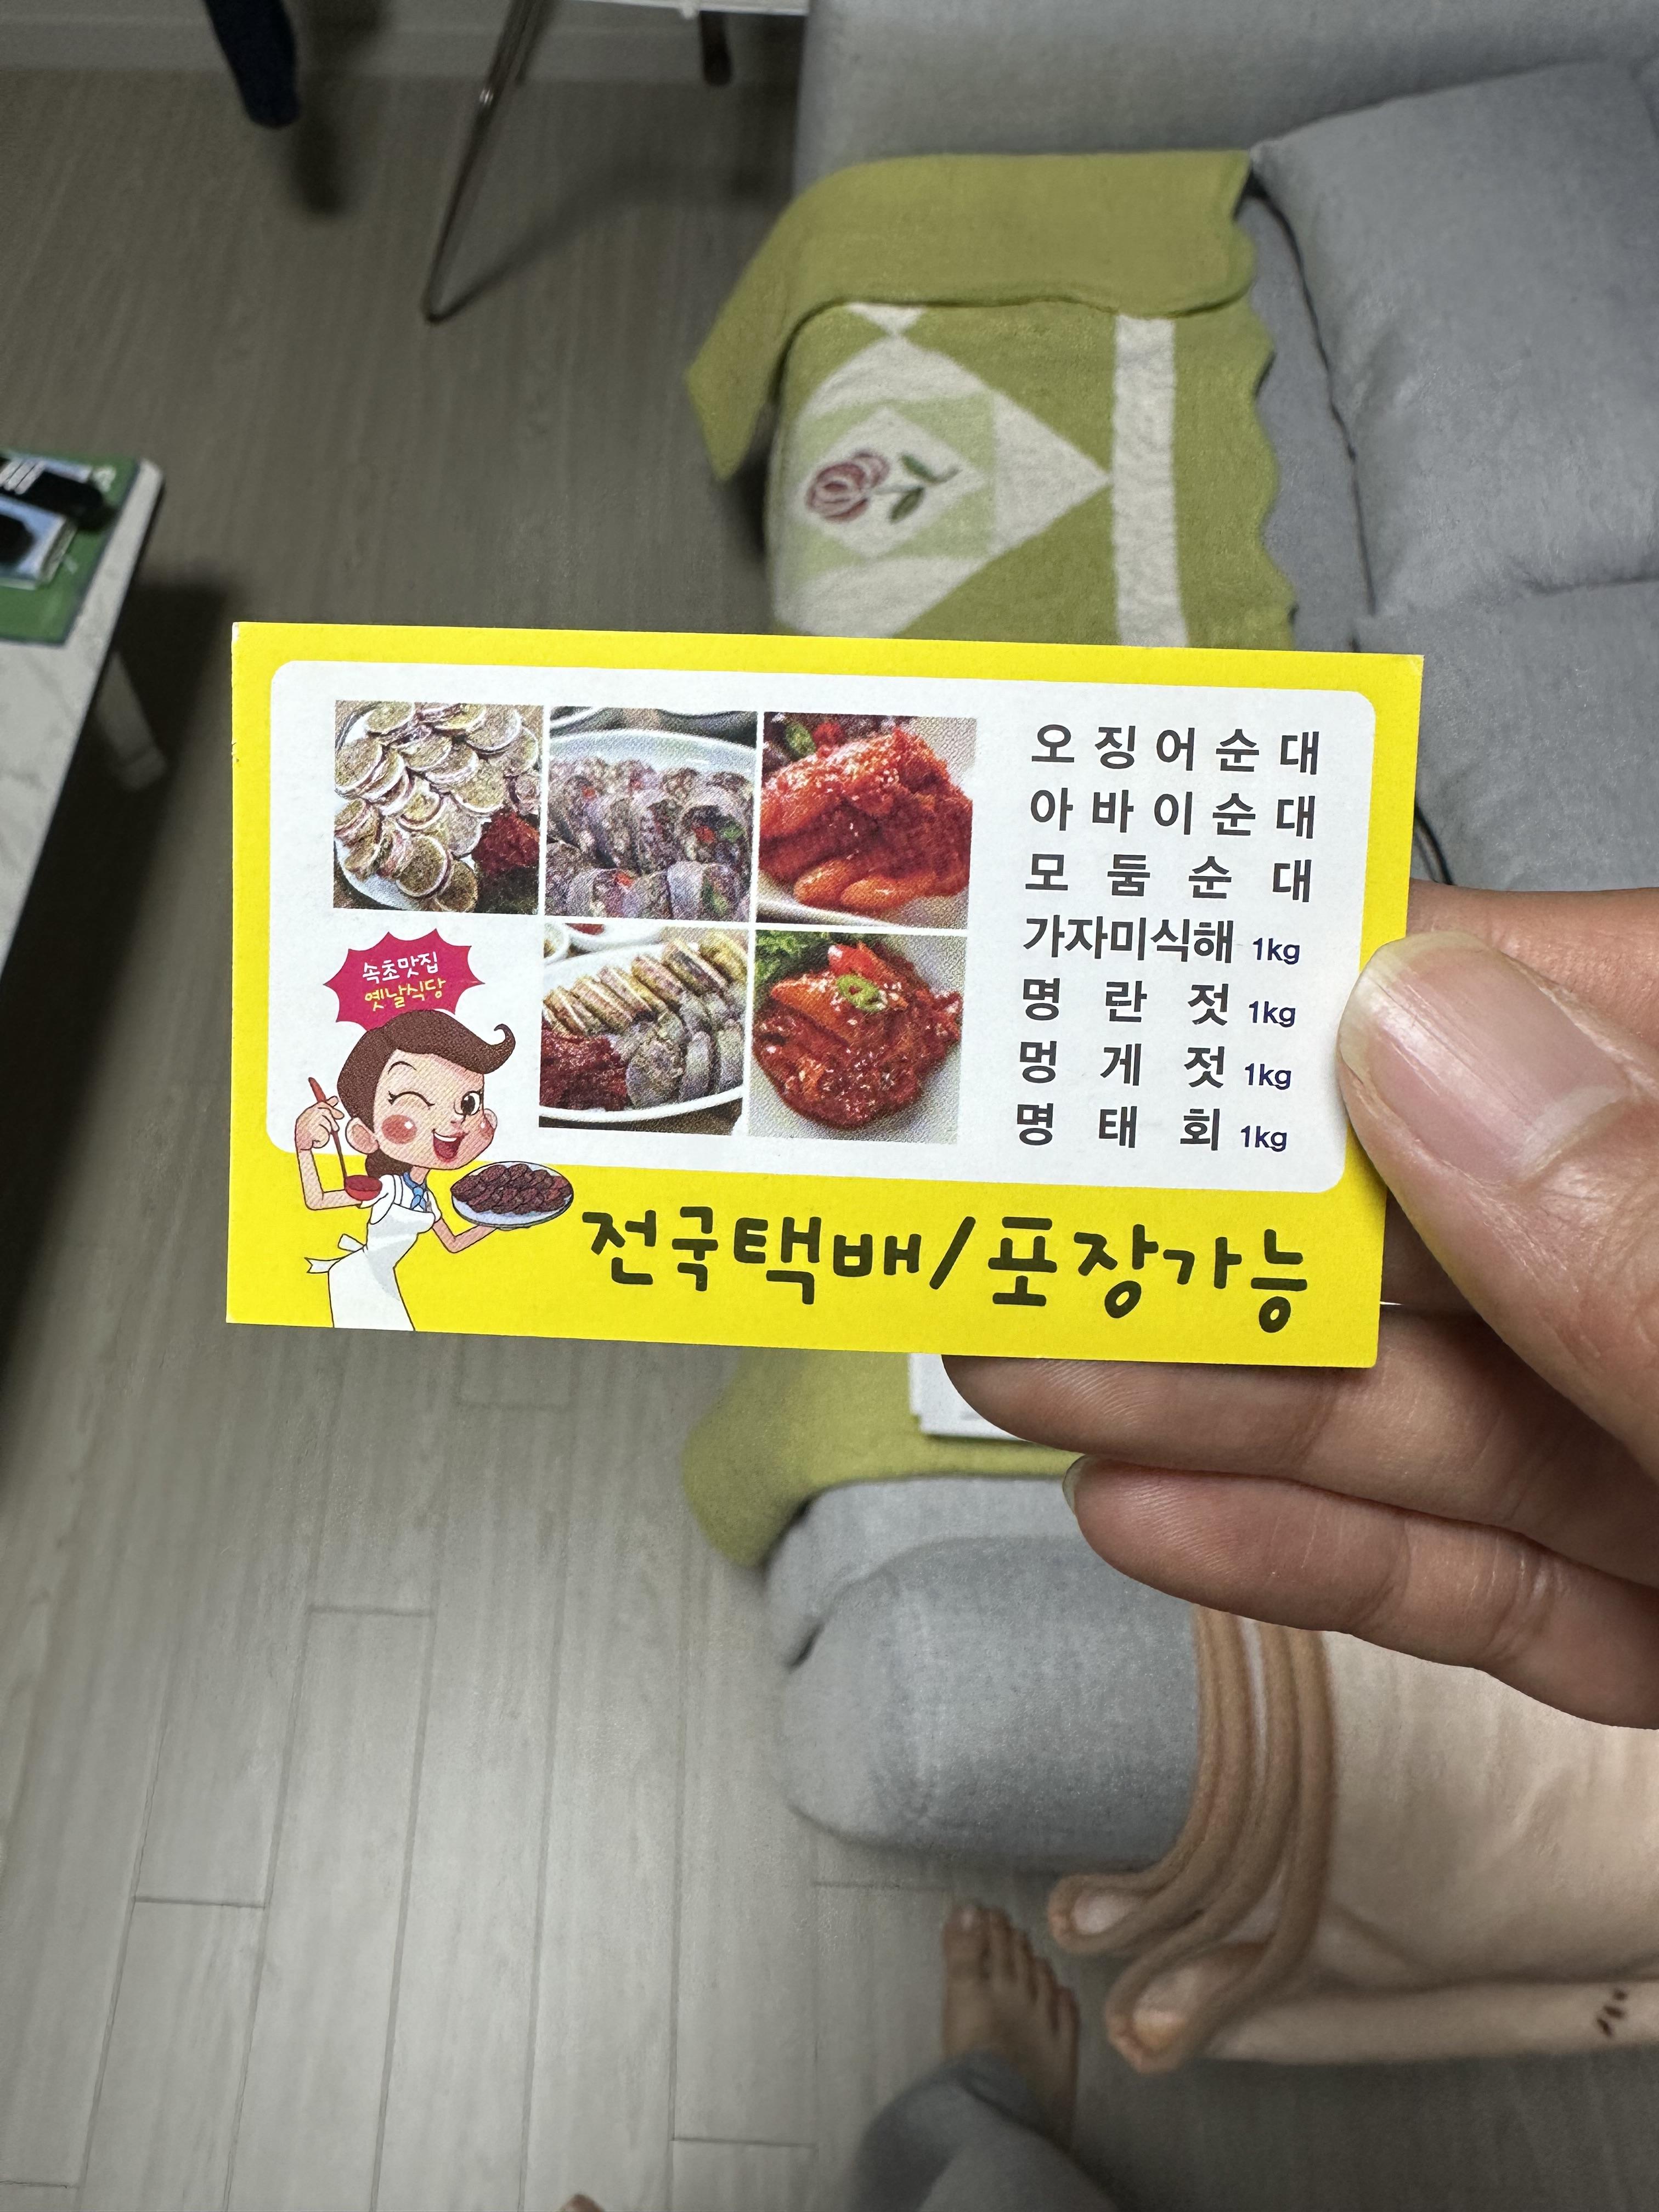 오징어순대
아바이순대
모둠순대
가자미식해 1kg
명란젓 1kg
멍게젓 1kg
명태회 1kg
속초맛집
옛날식당
전국택배/포장가능